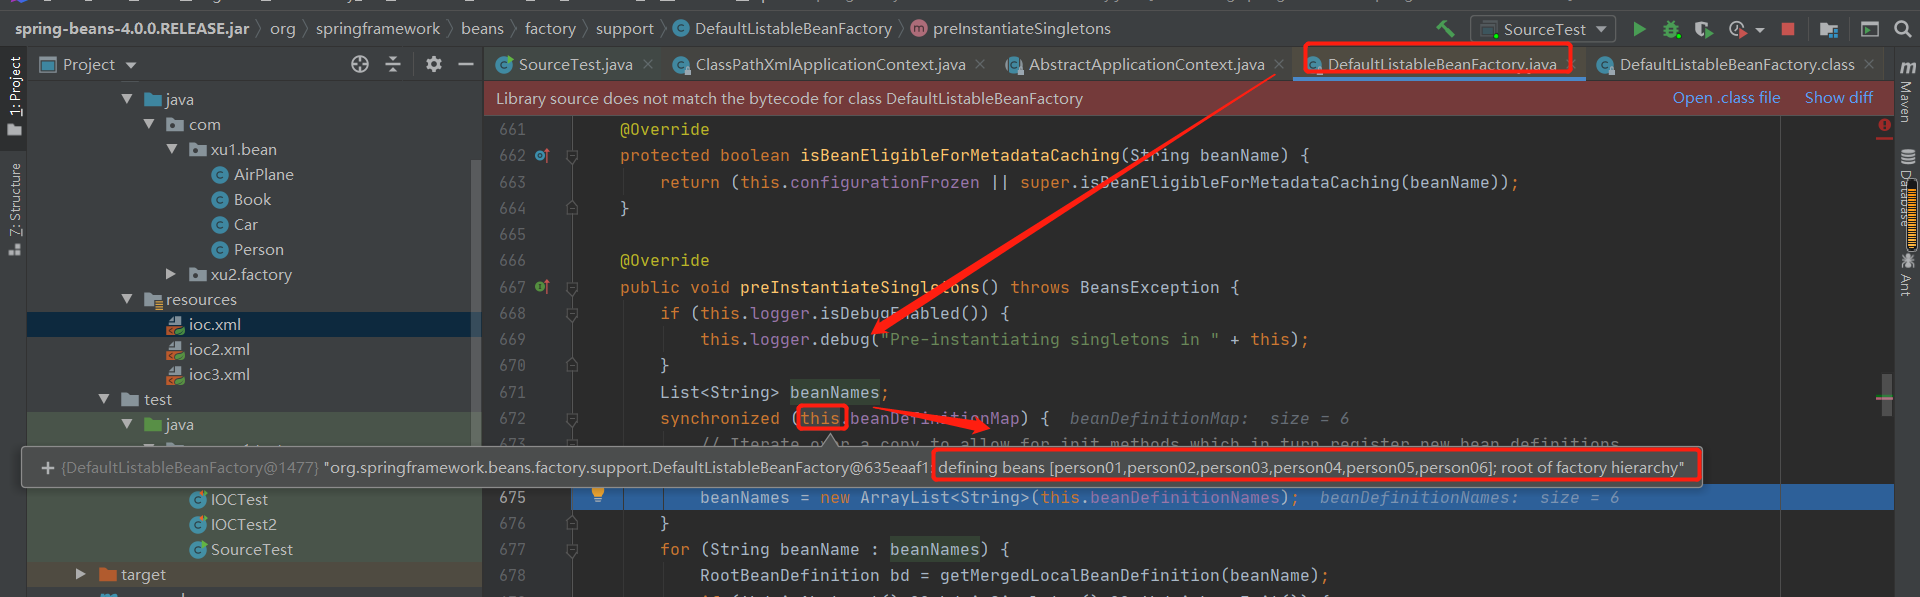 spring-beans-4.0.0.RELEASE.jar org springframework beans factory support DefaultListableBeanFactory preInstantiateSingletons SourceTest
Project SourceTest.java ClassPathXmlApplicationContext.java AbstractApplicationContext.java DefaultListableBeanFactory.java DefaultListableBeanFactory.class
Library source does not match the bytecode for class DefaultListableBeanFactory Open .class file Show diff
1: Project
7: Structure
java
com
xu1.bean
AirPlane
Book
Car
Person
xu2.factory
resources
ioc.xml
ioc2.xml
ioc3.xml
test
java
IOCTest
IOCTest2
SourceTest
target
661 @Override
662 protected boolean isBeanEligibleForMetadataCaching(String beanName) {
663 return (this.configurationFrozen || super.isBeanEligibleForMetadataCaching(beanName));
664 }
665
666 @Override
667 public void preInstantiateSingletons() throws BeansException {
668 if (this.logger.isDebugEnabled()) {
669 this.logger.debug("Pre-instantiating singletons in " + this);
670 }
671 List<String> beanNames;
672 synchronized (this.beanDefinitionMap) { beanDefinitionMap: size = 6
673 // Iterate over a copy to allow for init methods which in turn register new bean definitions
+ {DefaultListableBeanFactory@1477} "org.springframework.beans.factory.support.DefaultListableBeanFactory@635eaaf1: defining beans [person01,person02,person03,person04,person05,person06]; root of factory hierarchy"
675 beanNames = new ArrayList<String>(this.beanDefinitionNames); beanDefinitionNames: size = 6
676 }
677 for (String beanName : beanNames) {
678 RootBeanDefinition bd = getMergedLocalBeanDefinition(beanName);
m Maven
Database
Ant